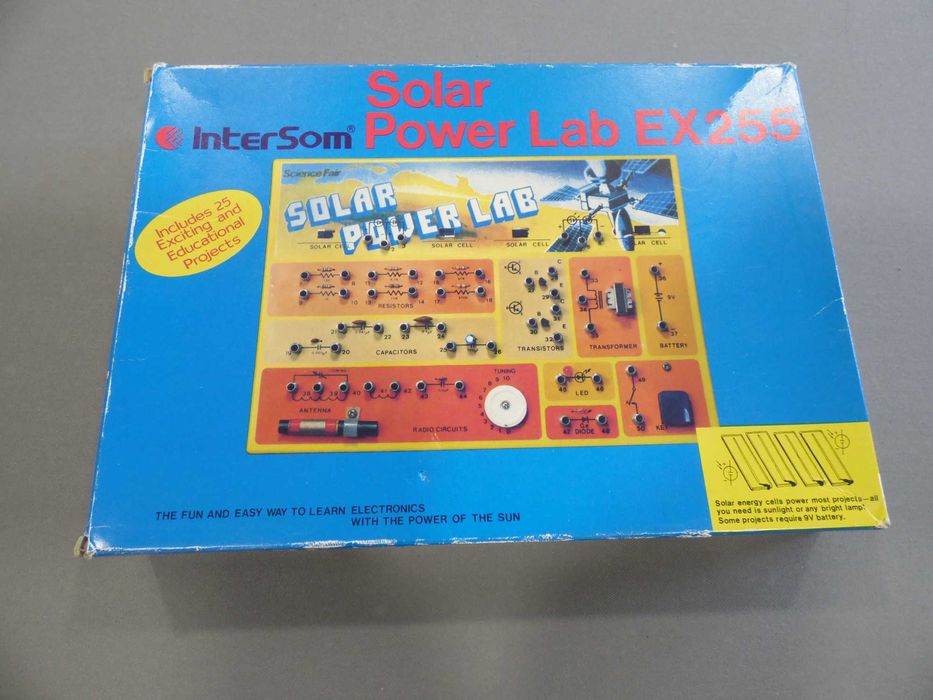 Solar
InterSom® Power Lab EX255
Includes 25
Exciting and
Educational
Projects
Science Fair
SOLAR
POWER LAB
SOLAR CELL SOLAR CELL
SOLAR CELL
RESISTORS
CAPACITORS
TRANSISTORS
TRANSFORMER
9V
BATTERY
TUNING
ANTENNA
RADIO CIRCUITS
LED
DIODE
KEY
THE FUN AND EASY WAY TO LEARN ELECTRONICS
WITH THE POWER OF THE SUN
Solar energy cells power most projects—all
you need is sunlight or any bright lamp!
Some projects require 9V battery.